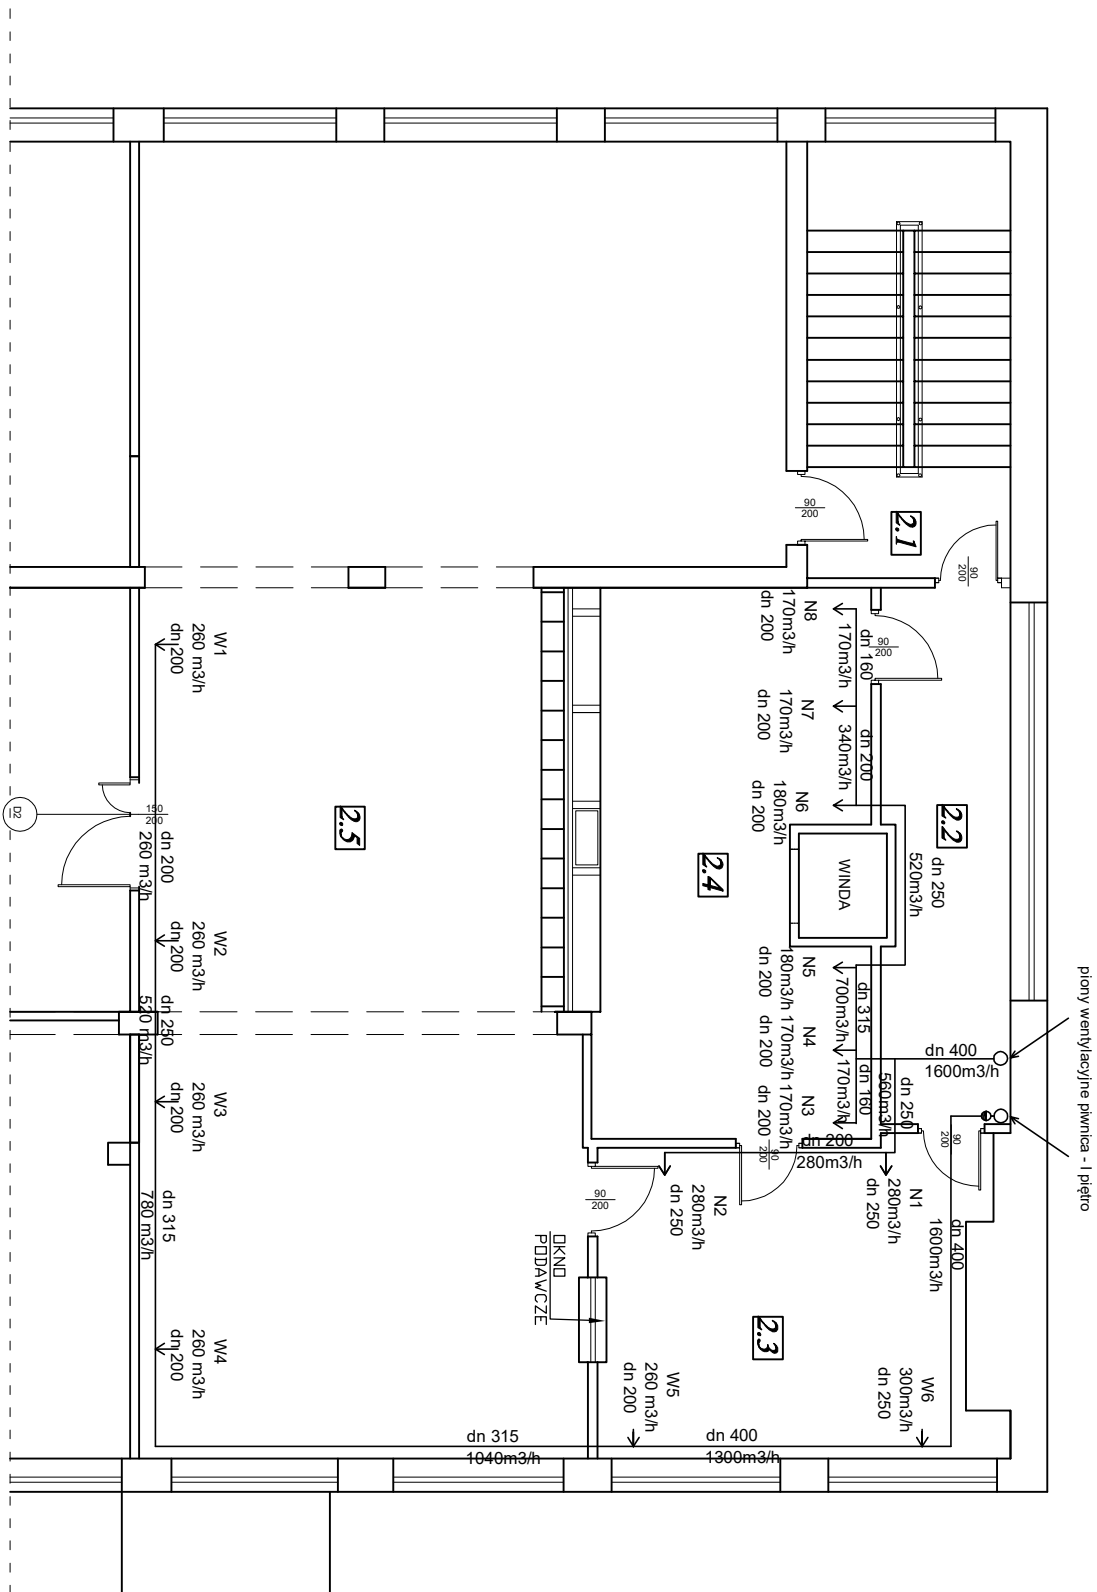 90
200
2.1
90
200
N8
170m3/h
dn 200
dn 160
170m3/h
90
200
W1
260 m3/h
dn 200
N7
170m3/h
dn 200
dn 200
340m3/h
N6
180m3/h
dn 200
2.2
2.5
150
200
D2
dn 200
260 m3/h
2.4
WINDA
dn 250
520m3/h
W2
260 m3/h
dn 200
N5
180m3/h
dn 200
dn 315
700m3/h
dn 250
520 m3/h
N4
170m3/h
dn 200
dn 400
1600m3/h
piony wentylacyjne piwnica - I piętro
W3
260 m3/h
dn 200
N3
170m3/h
dn 200
dn 160
170m3/h
dn 250
560m3/h
90
200
90
200
dn 200
280m3/h
90
200
N2
280m3/h
dn 250
N1
280m3/h
dn 250
dn 400
1600m3/h
dn 315
780 m3/h
OKNO
PODAWCZE
2.3
W4
260 m3/h
dn 200
W5
260 m3/h
dn 200
W6
300m3/h
dn 250
dn 315
1040m3/h
dn 400
1300m3/h